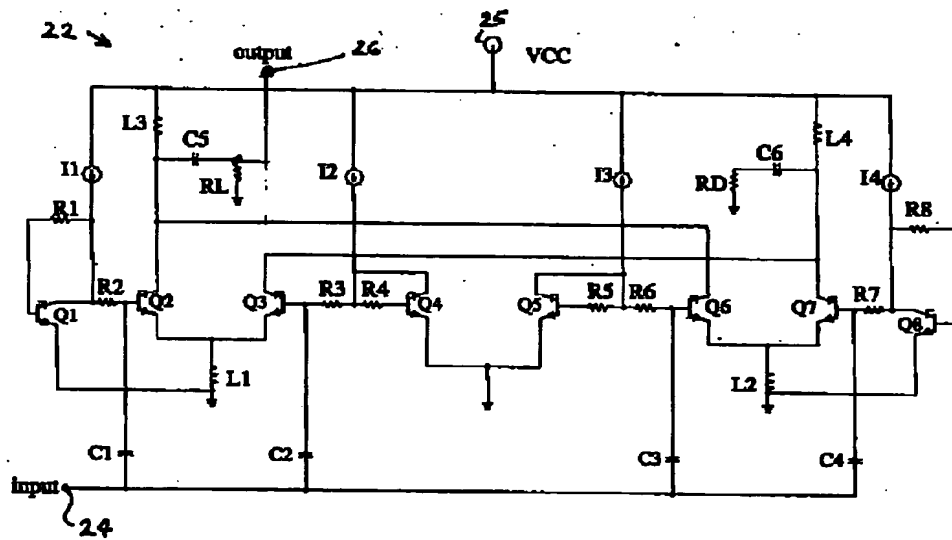 22
output
26
25
VCC
L3
C5
RL
I1
I2
I3
C6
RD
L4
I4
R1
R8
R2
Q1
Q2
Q3
R3
R4
Q4
Q5
R5
R6
Q6
Q7
R7
Q8
L1
L2
C1
C2
C3
C4
input
24